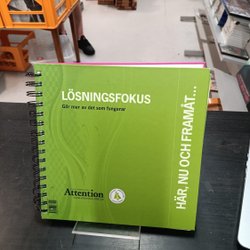 LÖSNINGSFOKUS
Gör mer av det som fungerar
HÄR, NU OCH FRAMÅT...
Attention